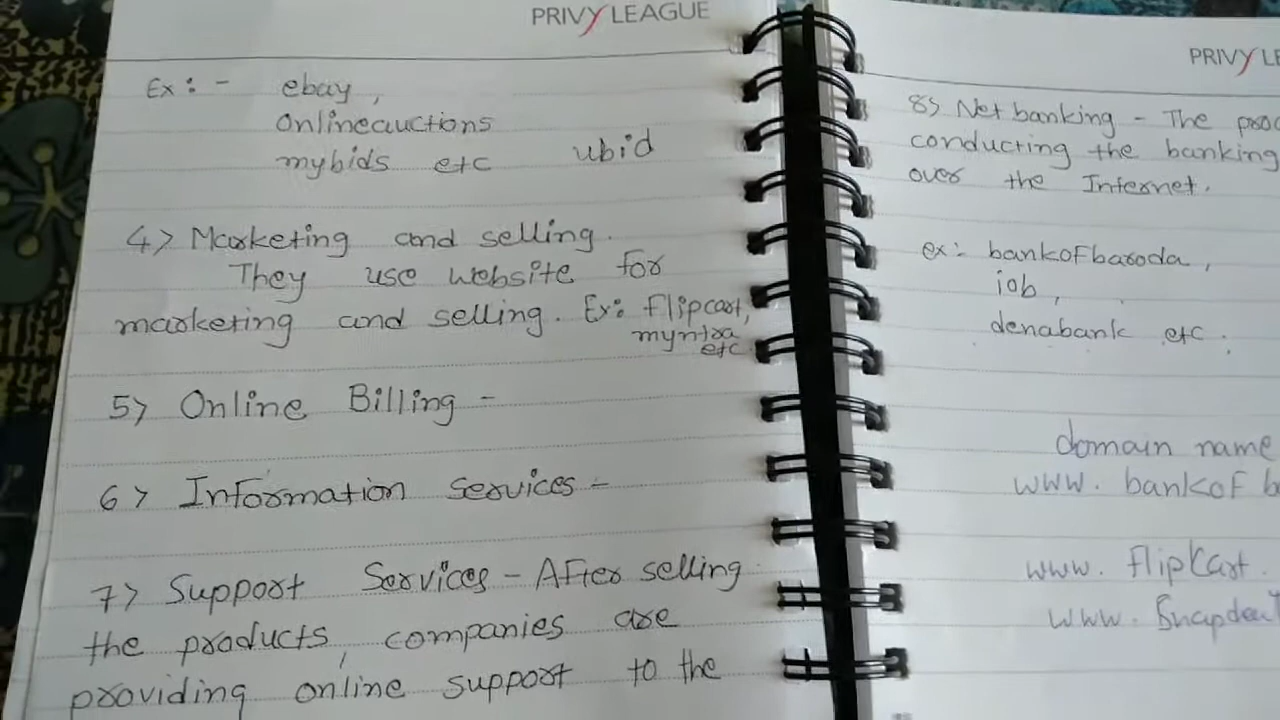 PRIVY LEAGUE
Ex:- ebay,
onlineauctions
mybids etc ubid
4> Marketing and selling.
They use website for
marketing and selling. Ex: flipcart,
myntra
etc
5> Online Billing -
6> Information Services -
7> Support Services - After selling
the products, companies are
providing online support to the
PRIVY LE
8> Net banking - The proc
conducting the banking
over the Internet.
ex: bankofbaroda,
iob,
denabank etc.
domain name
www. bankof b
www. flipkart.
www. Snapdeal